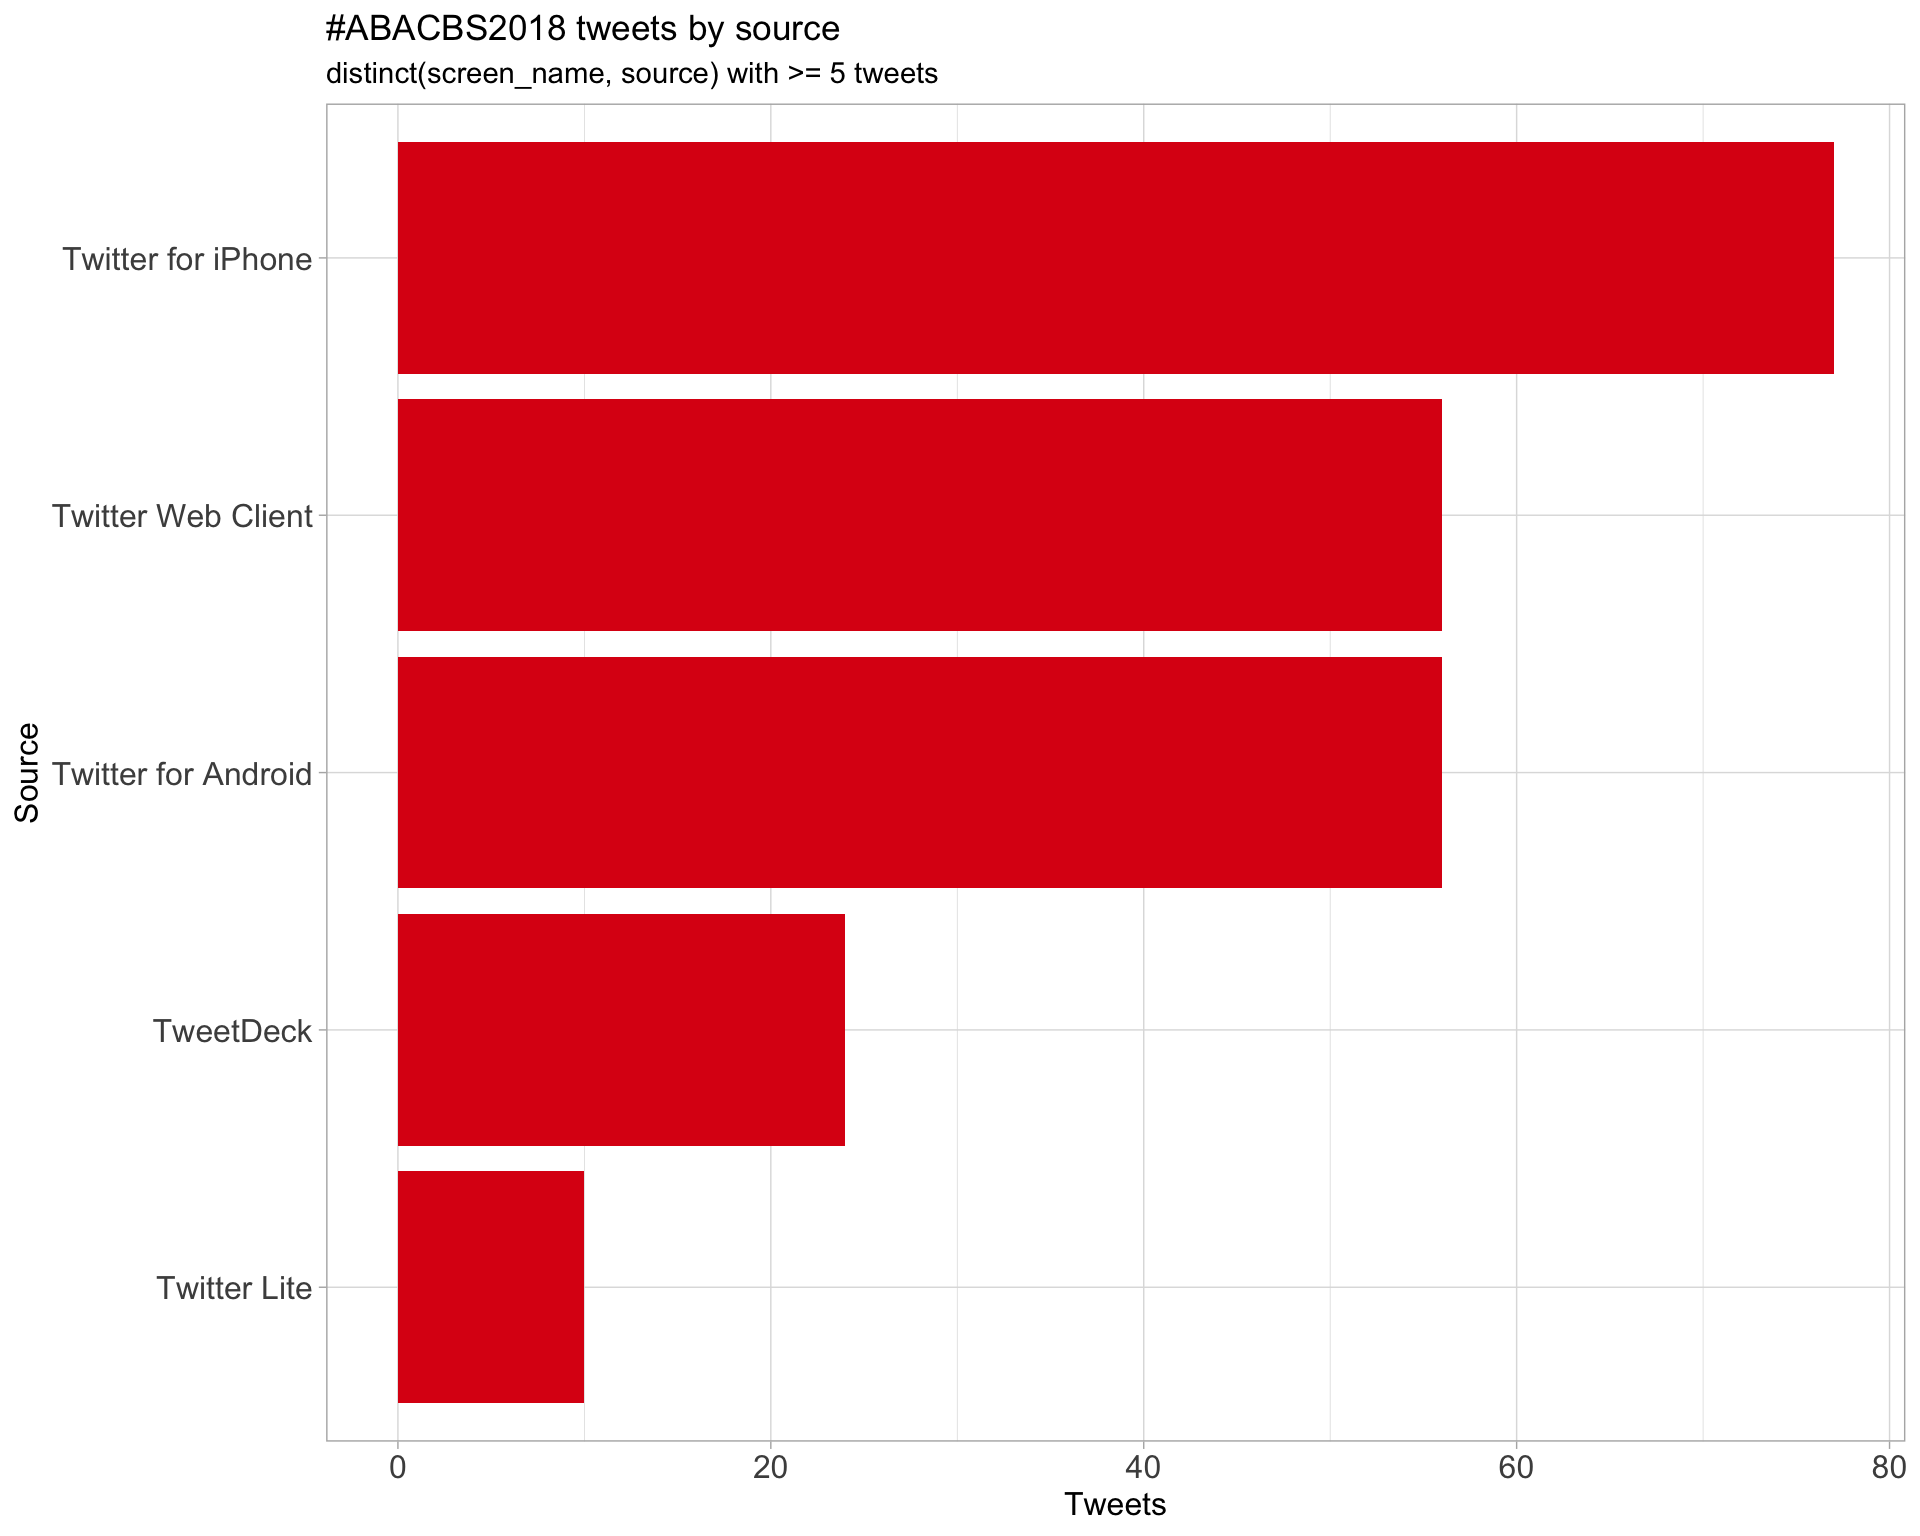 #ABACBS2018 tweets by source
distinct(screen_name, source) with >= 5 tweets
Source
Twitter for iPhone
Twitter Web Client
Twitter for Android
TweetDeck
Twitter Lite
0 20 40 60 80
Tweets